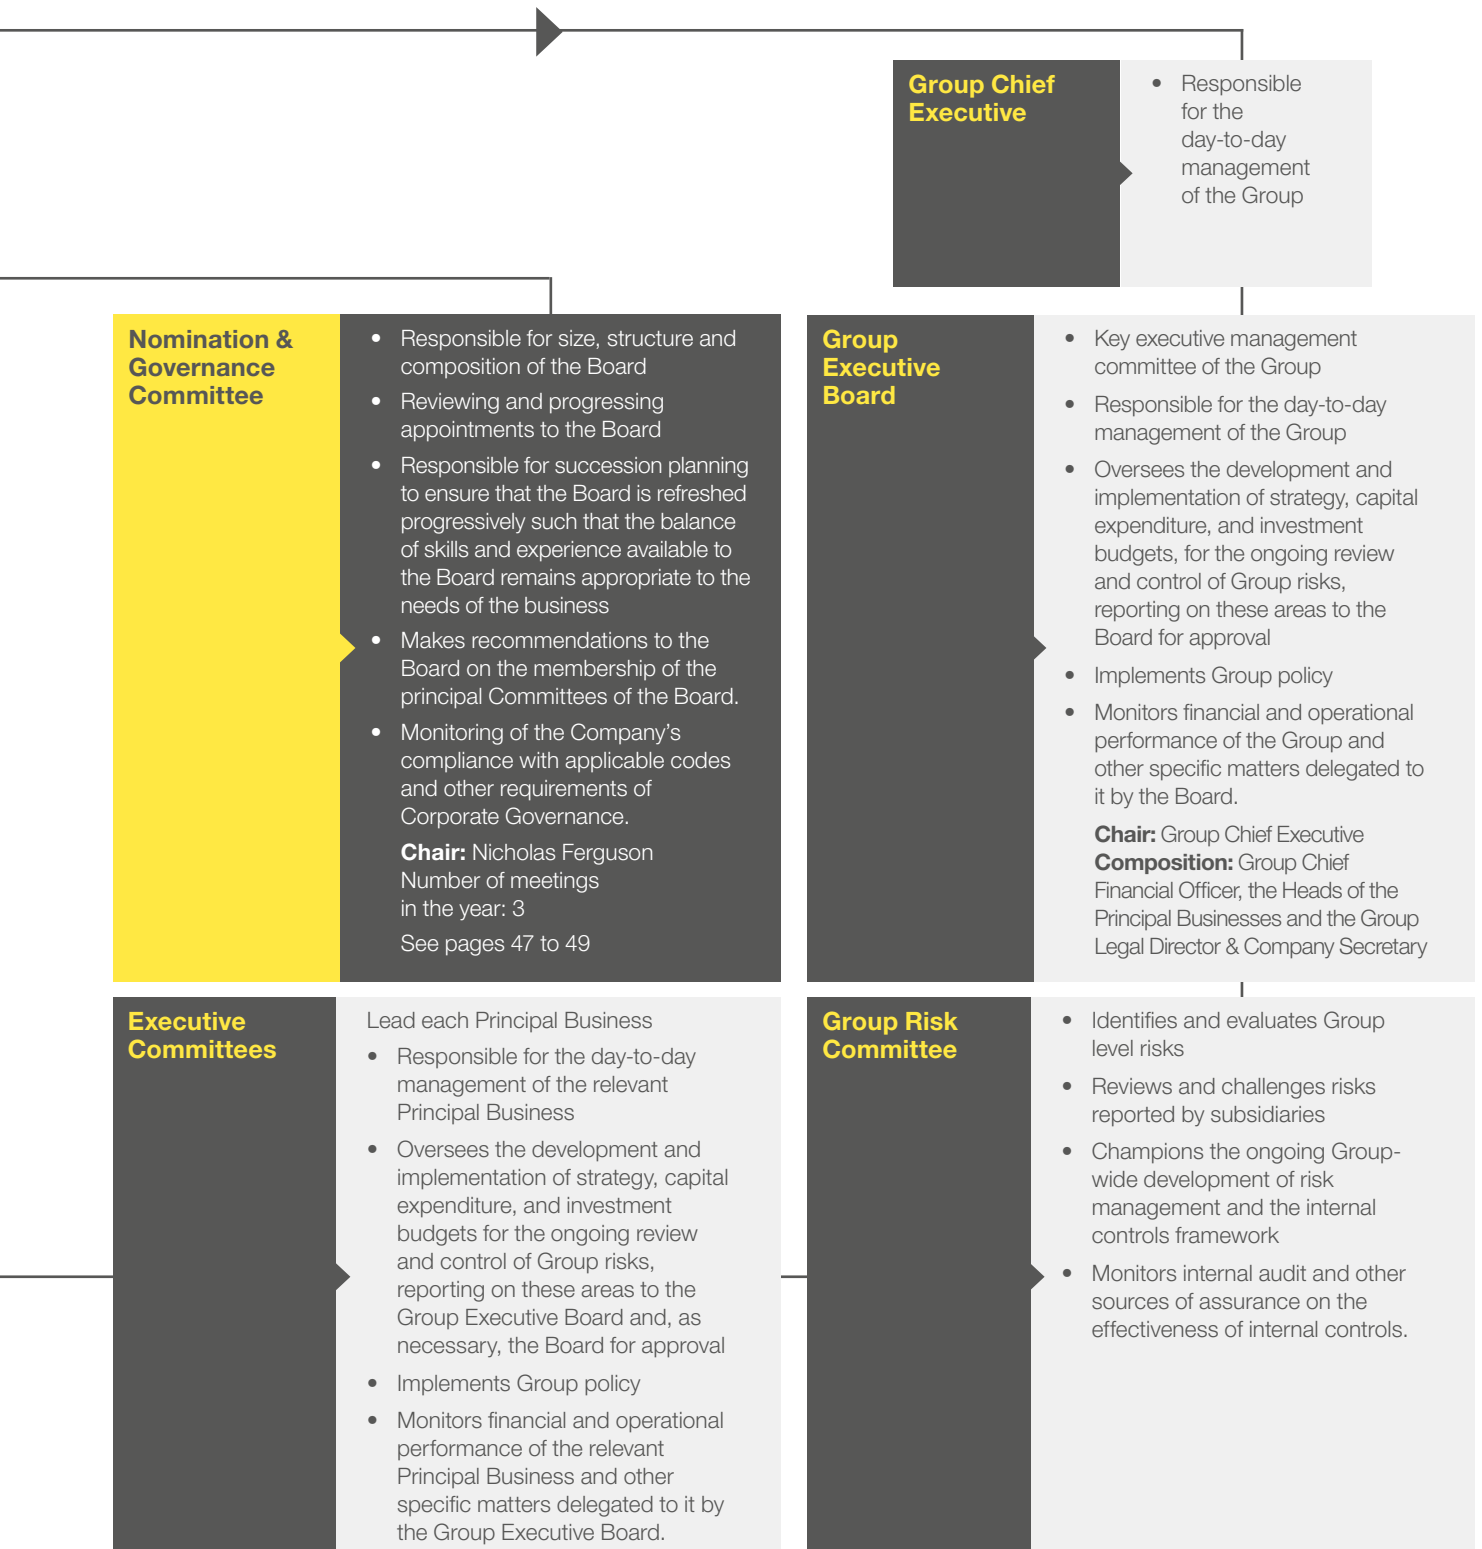 Group Chief
Executive
• Responsible
for the
day-to-day
management
of the Group
Nomination &
Governance
Committee
• Responsible for size, structure and
composition of the Board
• Reviewing and progressing
appointments to the Board
• Responsible for succession planning
to ensure that the Board is refreshed
progressively such that the balance
of skills and experience available to
the Board remains appropriate to the
needs of the business
• Makes recommendations to the
Board on the membership of the
principal Committees of the Board.
• Monitoring of the Company’s
compliance with applicable codes
and other requirements of
Corporate Governance.
Chair: Nicholas Ferguson
Number of meetings
in the year: 3
See pages 47 to 49
Group
Executive
Board
• Key executive management
committee of the Group
• Responsible for the day-to-day
management of the Group
• Oversees the development and
implementation of strategy, capital
expenditure, and investment
budgets, for the ongoing review
and control of Group risks,
reporting on these areas to the
Board for approval
• Implements Group policy
• Monitors financial and operational
performance of the Group and
other specific matters delegated to
it by the Board.
Chair: Group Chief Executive
Composition: Group Chief
Financial Officer, the Heads of the
Principal Businesses and the Group
Legal Director & Company Secretary
Executive
Committees
Lead each Principal Business
• Responsible for the day-to-day
management of the relevant
Principal Business
• Oversees the development and
implementation of strategy, capital
expenditure, and investment
budgets for the ongoing review
and control of Group risks,
reporting on these areas to the
Group Executive Board and, as
necessary, the Board for approval
• Implements Group policy
• Monitors financial and operational
performance of the relevant
Principal Business and other
specific matters delegated to it by
the Group Executive Board.
Group Risk
Committee
• Identifies and evaluates Group
level risks
• Reviews and challenges risks
reported by subsidiaries
• Champions the ongoing Group-
wide development of risk
management and the internal
controls framework
• Monitors internal audit and other
sources of assurance on the
effectiveness of internal controls.